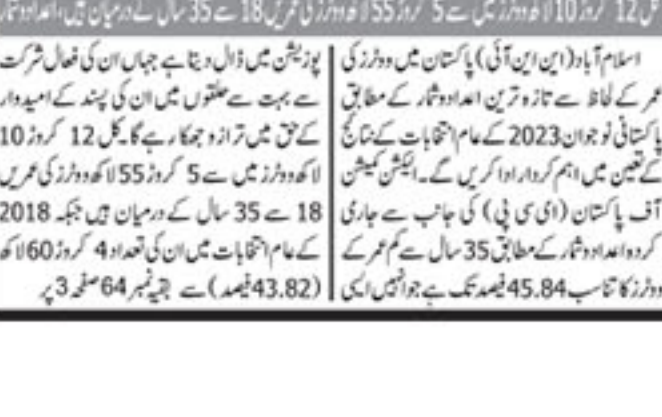 کل 12 کروڑ 10 لاکھ ووٹرز میں سے 5 کروڑ 55 لاکھ ووٹرز کی عمریں 18 سے 35 سال کے درمیان ہیں، اعداد و شمار
اسلام آباد (این این آئی) پاکستان میں ووٹرز کی
عمر کے لحاظ سے تازہ ترین اعداد و شمار کے مطابق
پاکستانی نوجوان 2023 کے عام انتخابات کے نتائج
کے تعین میں اہم کردار ادا کریں گے۔ الیکشن کمیشن
آف پاکستان (ای سی پی) کی جانب سے جاری
کردہ اعداد و شمار کے مطابق 35 سال سے کم عمر کے
ووٹرز کا تناسب 45.84 فیصد تک ہے جو انہیں ایسی
پوزیشن میں ڈال دیتا ہے جہاں ان کی فعال شرکت
سے بہت سے حلقوں میں ان کی پسند کے امیدوار
کے حق میں ترازو جھکا رہے گا۔ کل 12 کروڑ 10
لاکھ ووٹرز میں سے 5 کروڑ 55 لاکھ ووٹرز کی عمریں
18 سے 35 سال کے درمیان ہیں جبکہ 2018
کے عام انتخابات میں ان کی تعداد 4 کروڑ 60 لاکھ
(43.82 فیصد) سے بقیہ نمبر 64 صفحہ 3 پر